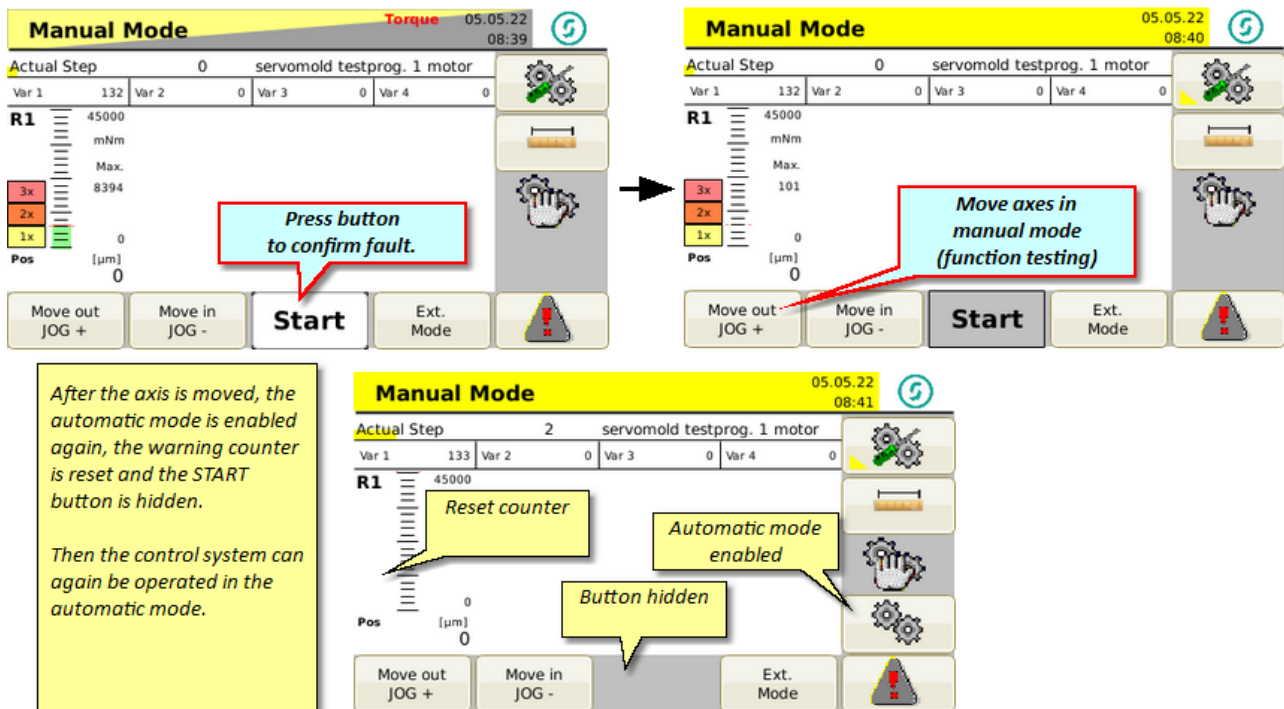 Manual Mode
Torque
05.05.22
08:39
Actual Step 0 servomold testprog. 1 motor
Var 1 132 Var 2 0 Var 3 0 Var 4 0
R1
45000
mNm
Max.
8394
3x
2x
1x
0
Pos
[µm]
0
Press button
to confirm fault.
Move out
JOG +
Move in
JOG -
Start
Ext.
Mode
Manual Mode
05.05.22
08:40
Actual Step 0 servomold testprog. 1 motor
Var 1 132 Var 2 0 Var 3 0 Var 4 0
R1
45000
mNm
Max.
101
3x
2x
1x
0
Pos
[µm]
0
Move axes in
manual mode
(function testing)
Move out
JOG +
Move in
JOG -
Start
Ext.
Mode
After the axis is moved, the
automatic mode is enabled
again, the warning counter
is reset and the START
button is hidden.
Then the control system can
again be operated in the
automatic mode.
Manual Mode
05.05.22
08:41
Actual Step 2 servomold testprog. 1 motor
Var 1 133 Var 2 0 Var 3 0 Var 4 0
R1
45000
Reset counter
Automatic mode
enabled
Button hidden
0
Pos
[µm]
0
Move out
JOG +
Move in
JOG -
Ext.
Mode